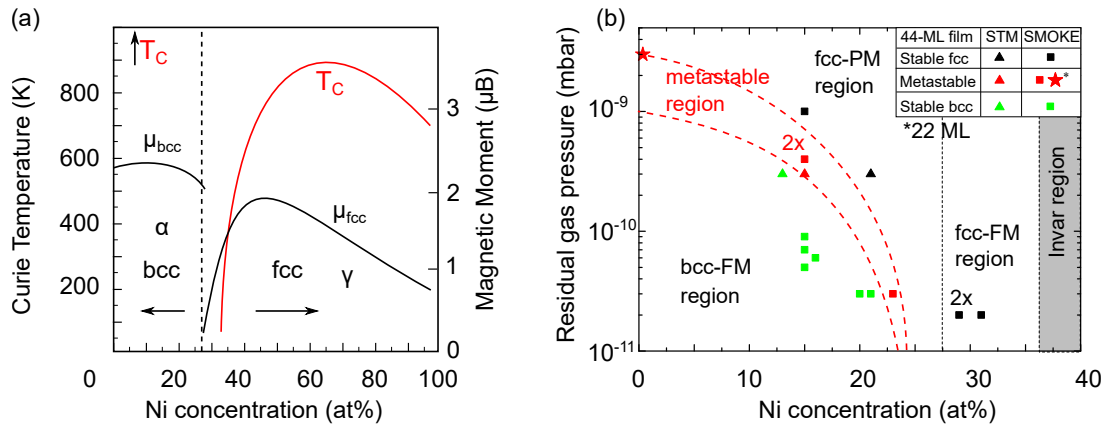 (a)
T_C
T_C
μ_bcc
α
bcc
fcc
μ_fcc
γ
800
600
500
400
200
0
20
40
60
80
100
3
2
1
0
Curie Temperature (K)
Magnetic Moment (μB)
Ni concentration (at%)
(b)
44-ML film STM SMOKE
Stable fcc
Metastable *
Stable bcc
*22 ML
fcc-PM
region
metastable
region
2x
bcc-FM
region
fcc-FM
region
2x
Invar region
10^-9
10^-10
10^-11
0
10
20
30
40
Residual gas pressure (mbar)
Ni concentration (at%)